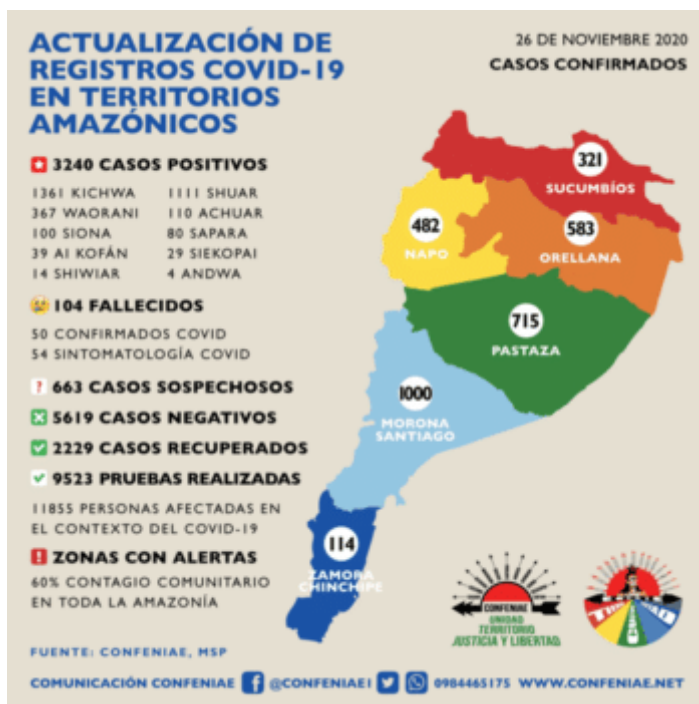 ACTUALIZACIÓN DE
REGISTROS COVID-19
EN TERRITORIOS
AMAZÓNICOS
26 DE NOVIEMBRE 2020
CASOS CONFIRMADOS
3240 CASOS POSITIVOS
1361 KICHWA 1111 SHUAR
367 WAORANI 110 ACHUAR
100 SIONA 80 SAPARA
39 AI KOFÁN 29 SIEKOPAI
14 SHIWIAR 4 ANDWA
104 FALLECIDOS
50 CONFIRMADOS COVID
54 SINTOMATOLOGÍA COVID
663 CASOS SOSPECHOSOS
5619 CASOS NEGATIVOS
2229 CASOS RECUPERADOS
9523 PRUEBAS REALIZADAS
11855 PERSONAS AFECTADAS EN
EL CONTEXTO DEL COVID-19
ZONAS CON ALERTAS
60% CONTAGIO COMUNITARIO
EN TODA LA AMAZONÍA
321
SUCUMBÍOS
482
NAPO
583
ORELLANA
715
PASTAZA
1000
MORONA
SANTIAGO
114
ZAMORA
CHINCHIPE
CONFENIAE
UNIDAD
TERRITORIO
JUSTICIA Y LIBERTAD
FUENTE: CONFENIAE, MSP
COMUNICACIÓN CONFENIAE @CONFENIAE1 0984465175 WWW.CONFENIAE.NET